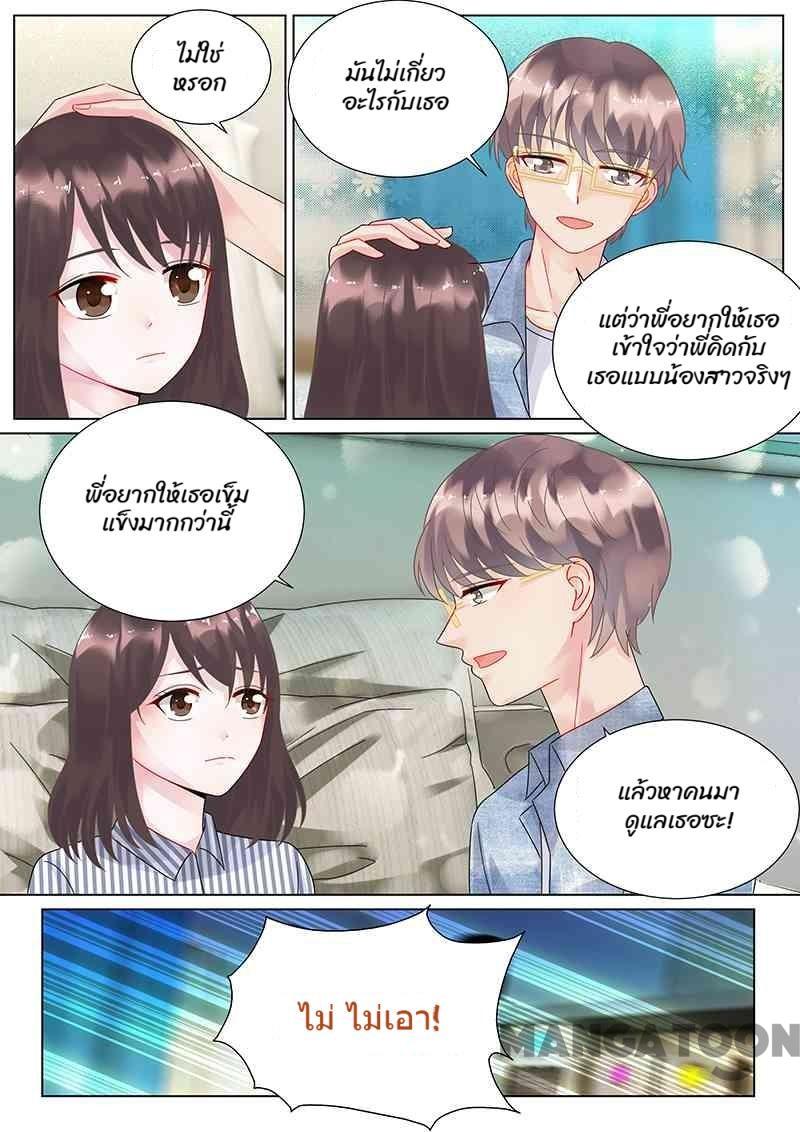 ไม่ใช่
หรอก
มันไม่เกี่ยว
อะไรกับเธอ
แต่ว่าพี่อยากให้เธอ
เข้าใจว่าพี่คิดกับ
เธอแบบน้องสาวจริงๆ
พี่อยากให้เธอเข้ม
แข็งมากกว่านี้
แล้วหาคนมา
ดูแลเธอซะ!
ไม่ ไม่เอา!
MANGATOON